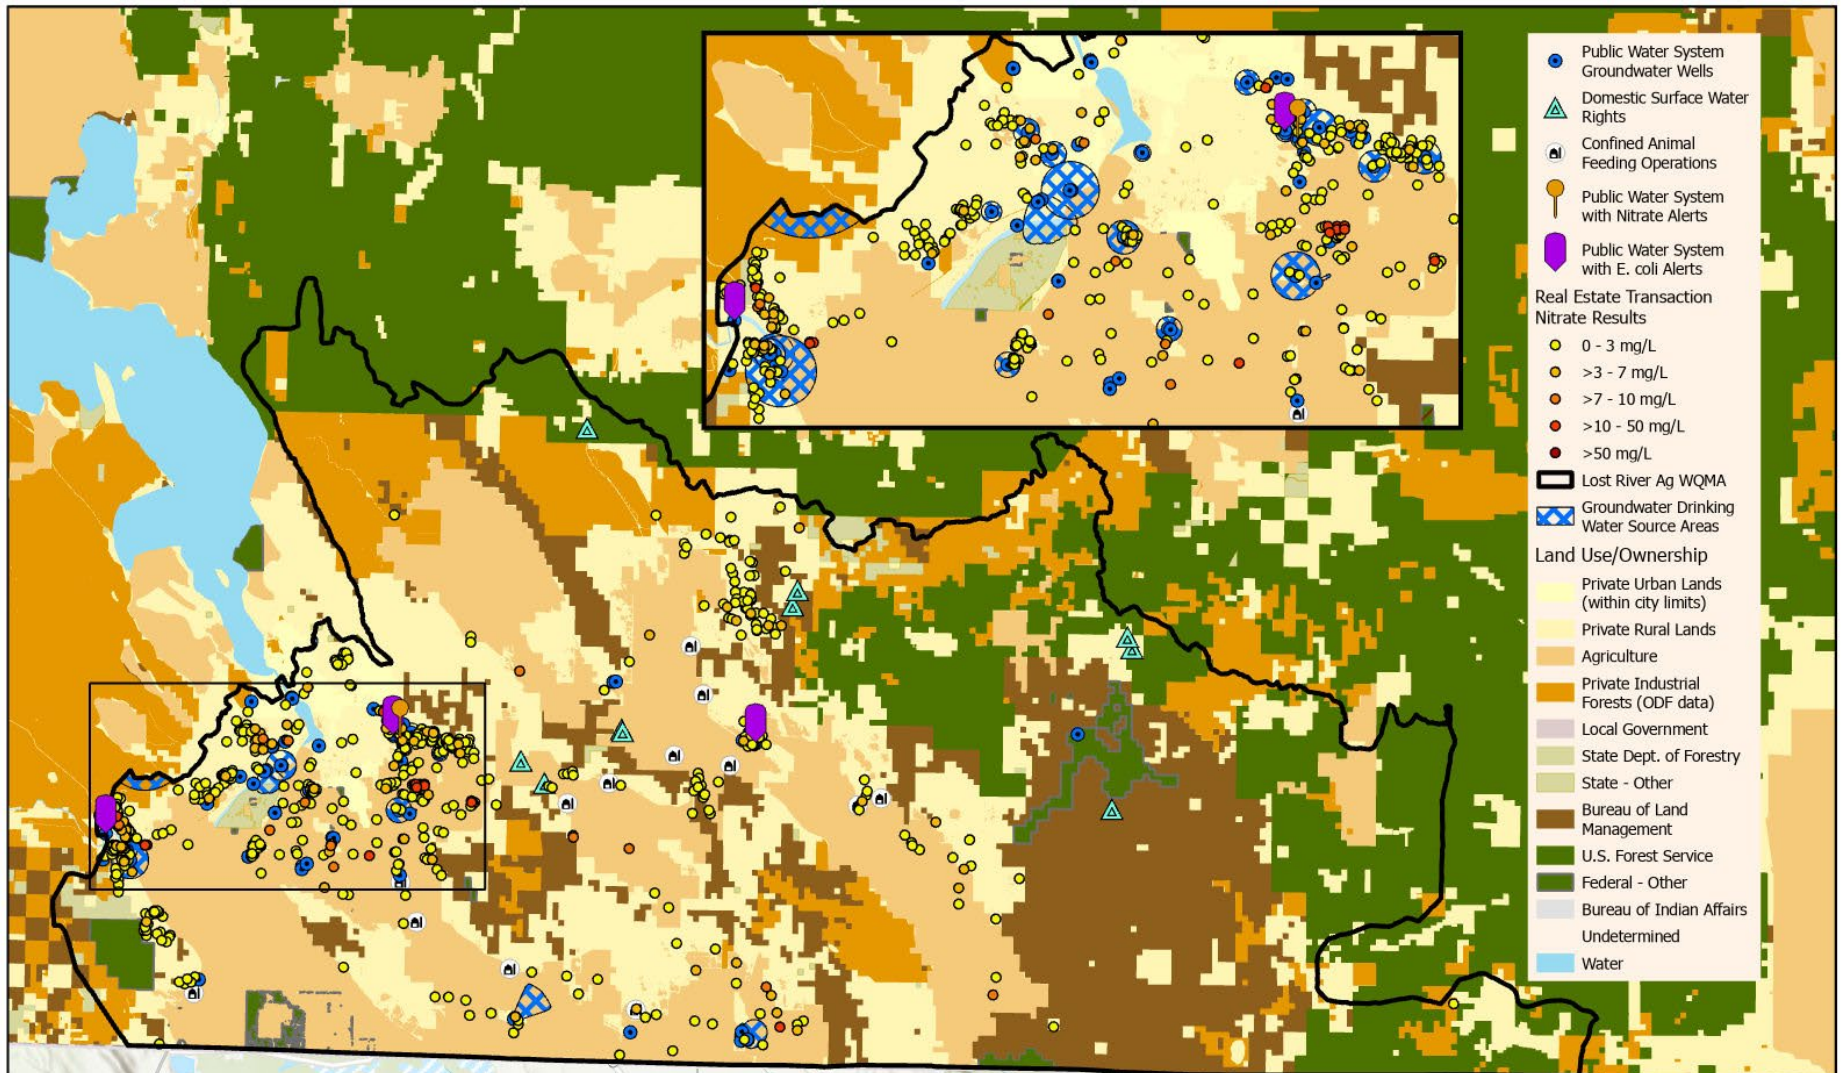 Public Water System
Groundwater Wells
Domestic Surface Water
Rights
Confined Animal
Feeding Operations
Public Water System
with Nitrate Alerts
Public Water System
with E. coli Alerts
Real Estate Transaction
Nitrate Results
0 - 3 mg/L
>3 - 7 mg/L
>7 - 10 mg/L
>10 - 50 mg/L
>50 mg/L
Lost River Ag WQMA
Groundwater Drinking
Water Source Areas
Land Use/Ownership
Private Urban Lands
(within city limits)
Private Rural Lands
Agriculture
Private Industrial
Forests (ODF data)
Local Government
State Dept. of Forestry
State - Other
Bureau of Land
Management
U.S. Forest Service
Federal - Other
Bureau of Indian Affairs
Undetermined
Water